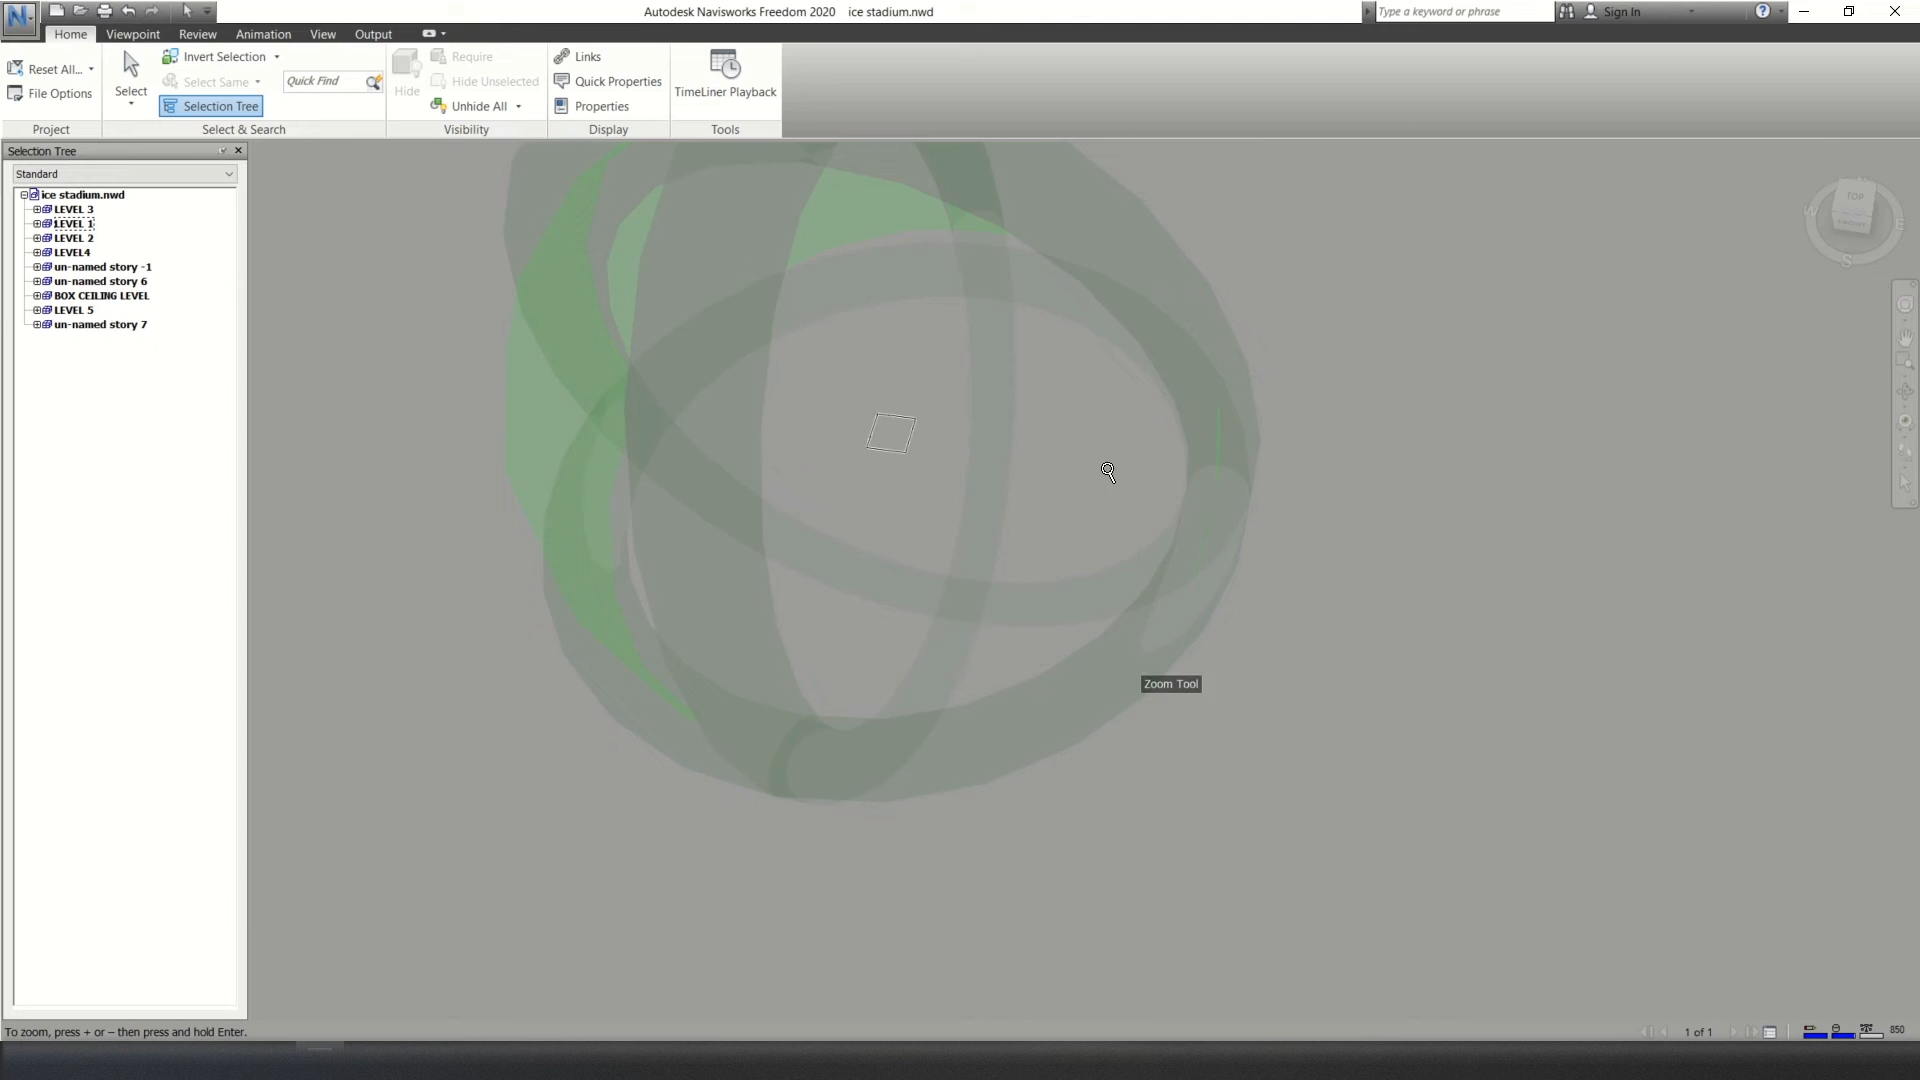 Autodesk Navisworks Freedom 2020 ice stadium.nwd
Type a keyword or phrase
Sign In
Home Viewpoint Review Animation View Output
Reset All...
File Options
Project
Select
Invert Selection
Select Same
Selection Tree
Quick Find
Select & Search
Hide
Require
Hide Unselected
Unhide All
Visibility
Links
Quick Properties
Properties
Display
TimeLiner Playback
Tools
Selection Tree
Standard
ice stadium.nwd
LEVEL 3
LEVEL 1
LEVEL 2
LEVEL4
un-named story -1
un-named story 6
BOX CEILING LEVEL
LEVEL 5
un-named story 7
TOP
FRONT
W
E
S
Zoom Tool
To zoom, press + or – then press and hold Enter.
1 of 1
850